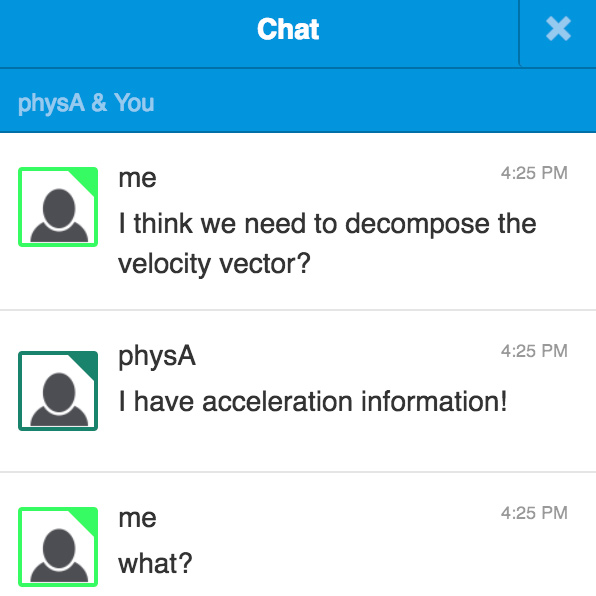 Chat
physA & You
me
4:25 PM
I think we need to decompose the
velocity vector?
physA
4:25 PM
I have acceleration information!
me
4:25 PM
what?